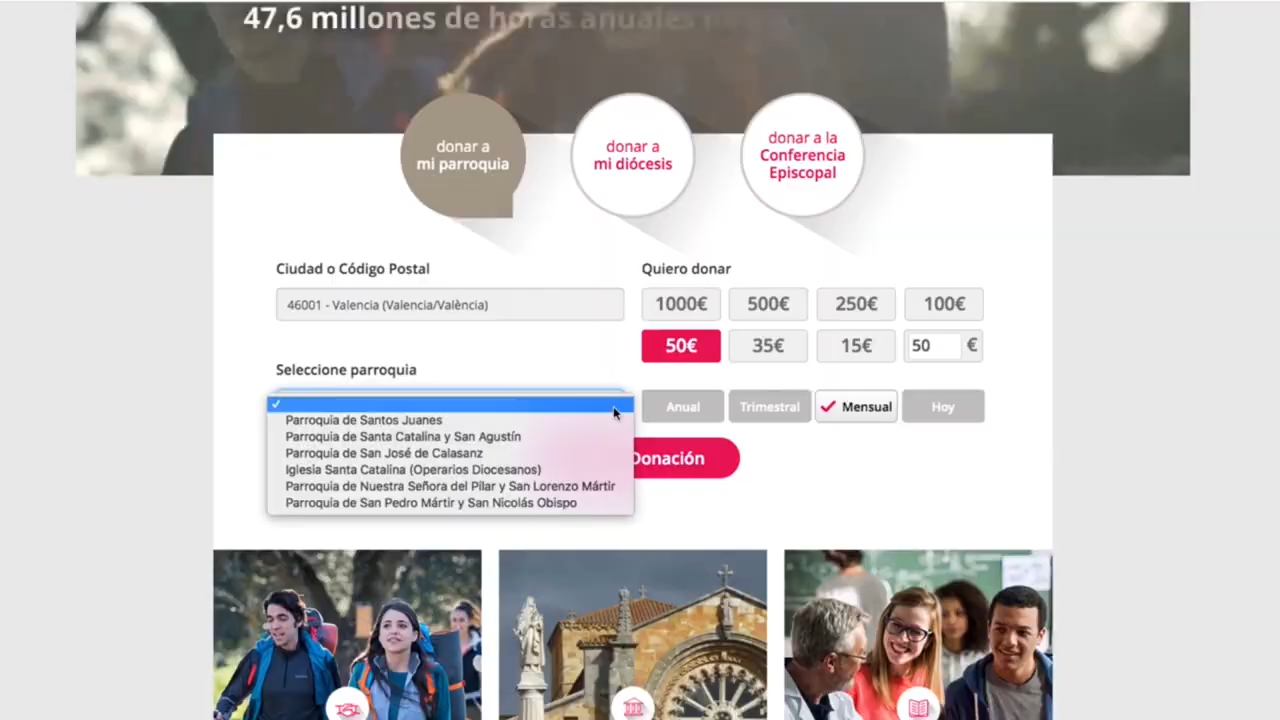 47,6 millones de horas anuales
donar a
mi parroquia
donar a
mi diócesis
donar a la
Conferencia
Episcopal
Ciudad o Código Postal
46001 - Valencia (Valencia/València)
Seleccione parroquia
Parroquia de Santos Juanes
Parroquia de Santa Catalina y San Agustín
Parroquia de San José de Calasanz
Iglesia Santa Catalina (Operarios Diocesanos)
Parroquia de Nuestra Señora del Pilar y San Lorenzo Mártir
Parroquia de San Pedro Mártir y San Nicolás Obispo
Quiero donar
1000€ 500€ 250€ 100€
50€ 35€ 15€ 50 €
Anual Trimestral Mensual Hoy
Donación